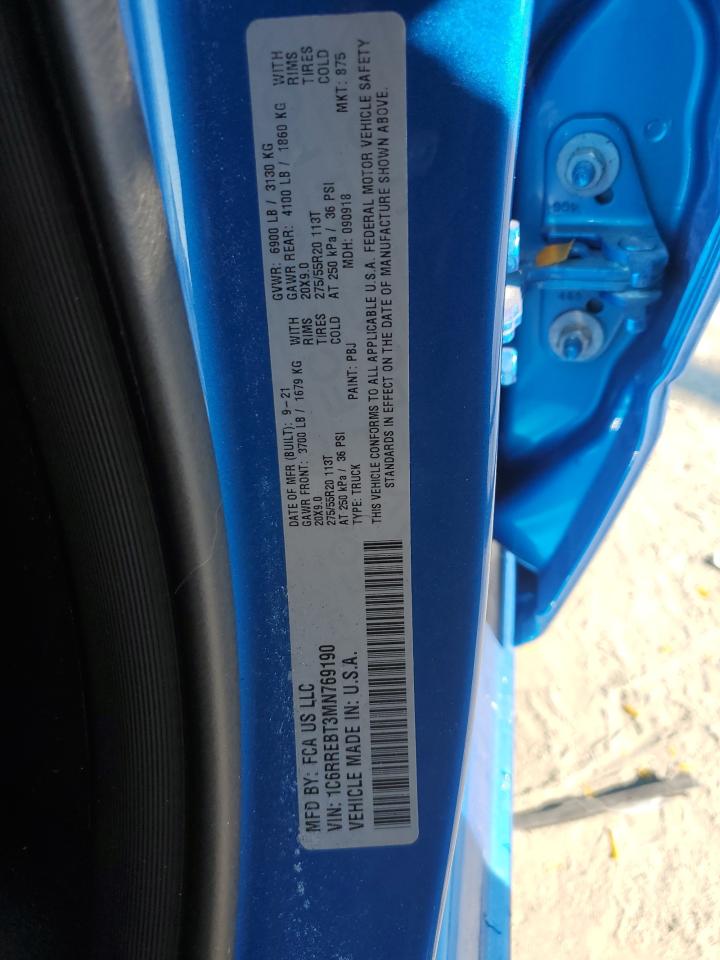 MFD BY: FCA US LLC
VIN: 1C6RREBT3MN769190
VEHICLE MADE IN: U.S.A.
DATE OF MFR (BUILT): 9-21 GVWR: 6900 LB / 3130 KG
GAWR FRONT: 3700 LB / 1679 KG WITH GAWR REAR: 4100 LB / 1860 KG WITH
20X9.0 RIMS 20X9.0 RIMS
275/55R20 113T TIRES 275/55R20 113T TIRES
AT 250 kPa / 36 PSI COLD AT 250 kPa / 36 PSI COLD
TYPE: TRUCK PAINT: PBJ MDH: 090918 MKT: 875
THIS VEHICLE CONFORMS TO ALL APPLICABLE U.S.A. FEDERAL MOTOR VEHICLE SAFETY
STANDARDS IN EFFECT ON THE DATE OF MANUFACTURE SHOWN ABOVE.